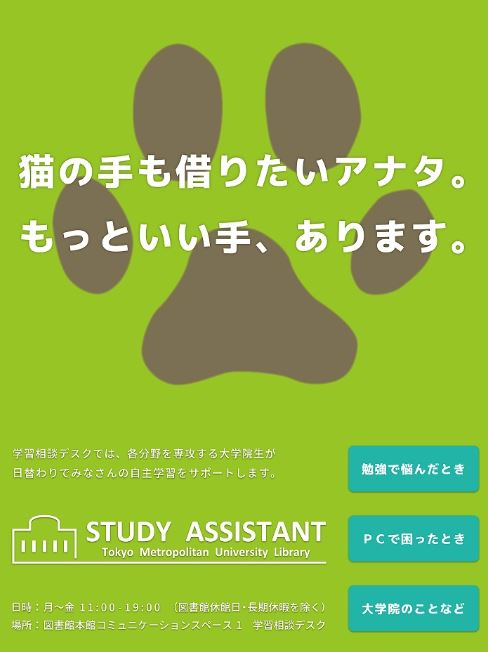 猫の手も借りたいアナタ。
もっといい手、あります。
学習相談デスクでは、各分野を専攻する大学院生が
日替わりでみなさんの自主学習をサポートします。
勉強で悩んだとき
STUDY ASSISTANT
Tokyo Metropolitan University Library
PCで困ったとき
日時：月〜金 11:00-19:00 （図書館休館日・長期休暇を除く）
場所：図書館本館コミュニケーションスペース1 学習相談デスク
大学院のことなど